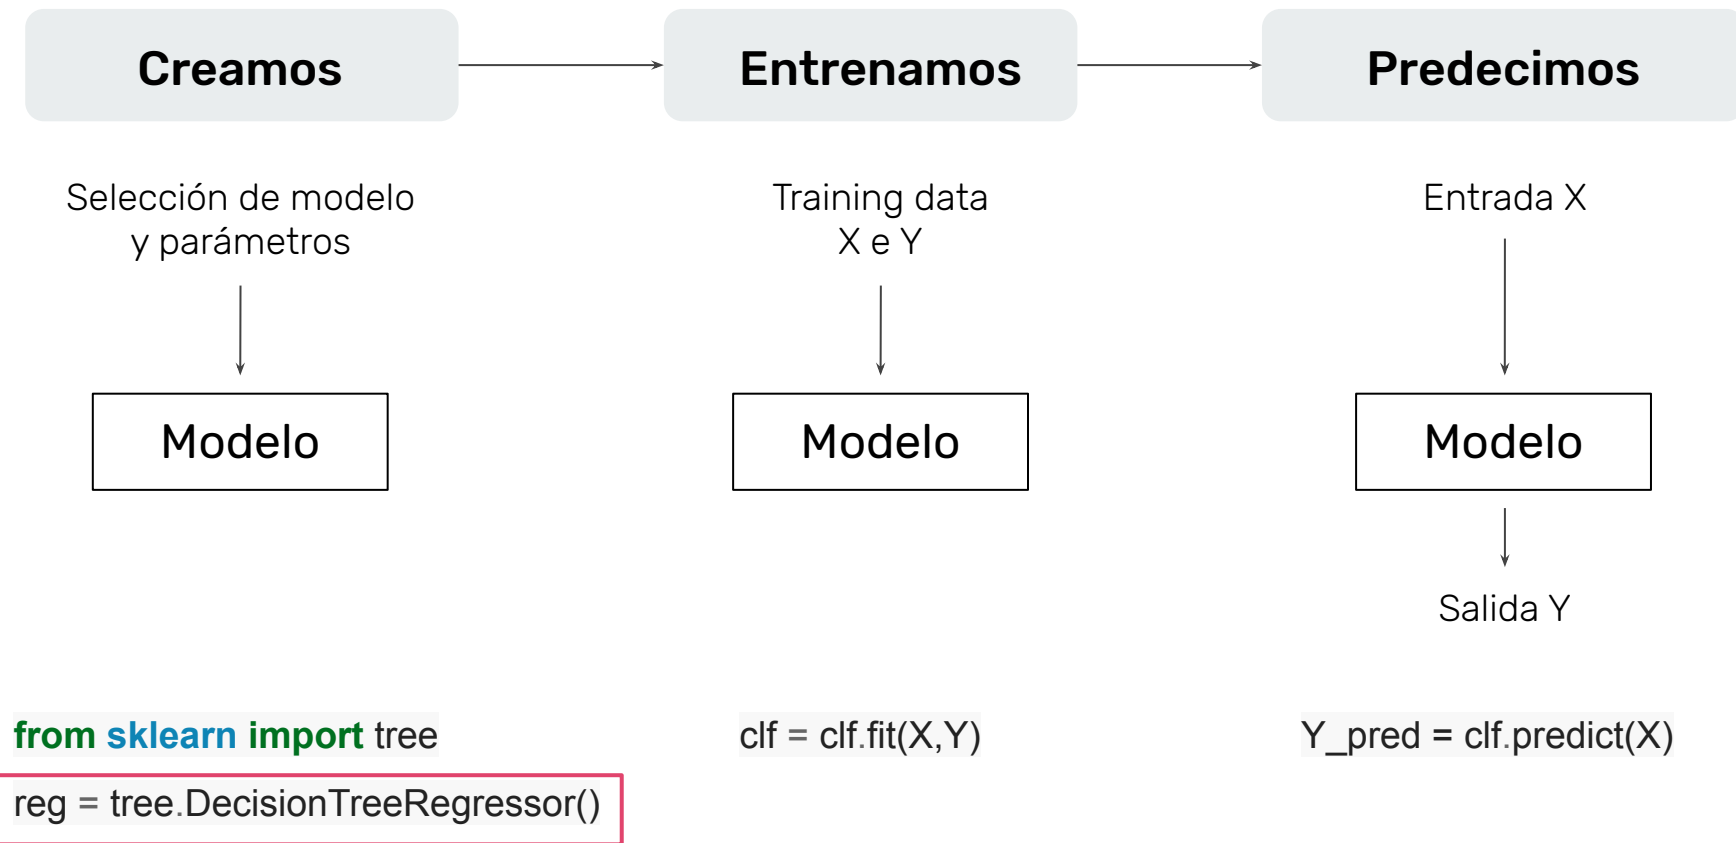 Creamos
Entrenamos
Predecimos
Selección de modelo
y parámetros
Training data
X e Y
Entrada X
Modelo
Modelo
Modelo
Salida Y
from sklearn import tree
clf = clf.fit(X,Y)
Y_pred = clf.predict(X)
reg = tree.DecisionTreeRegressor()